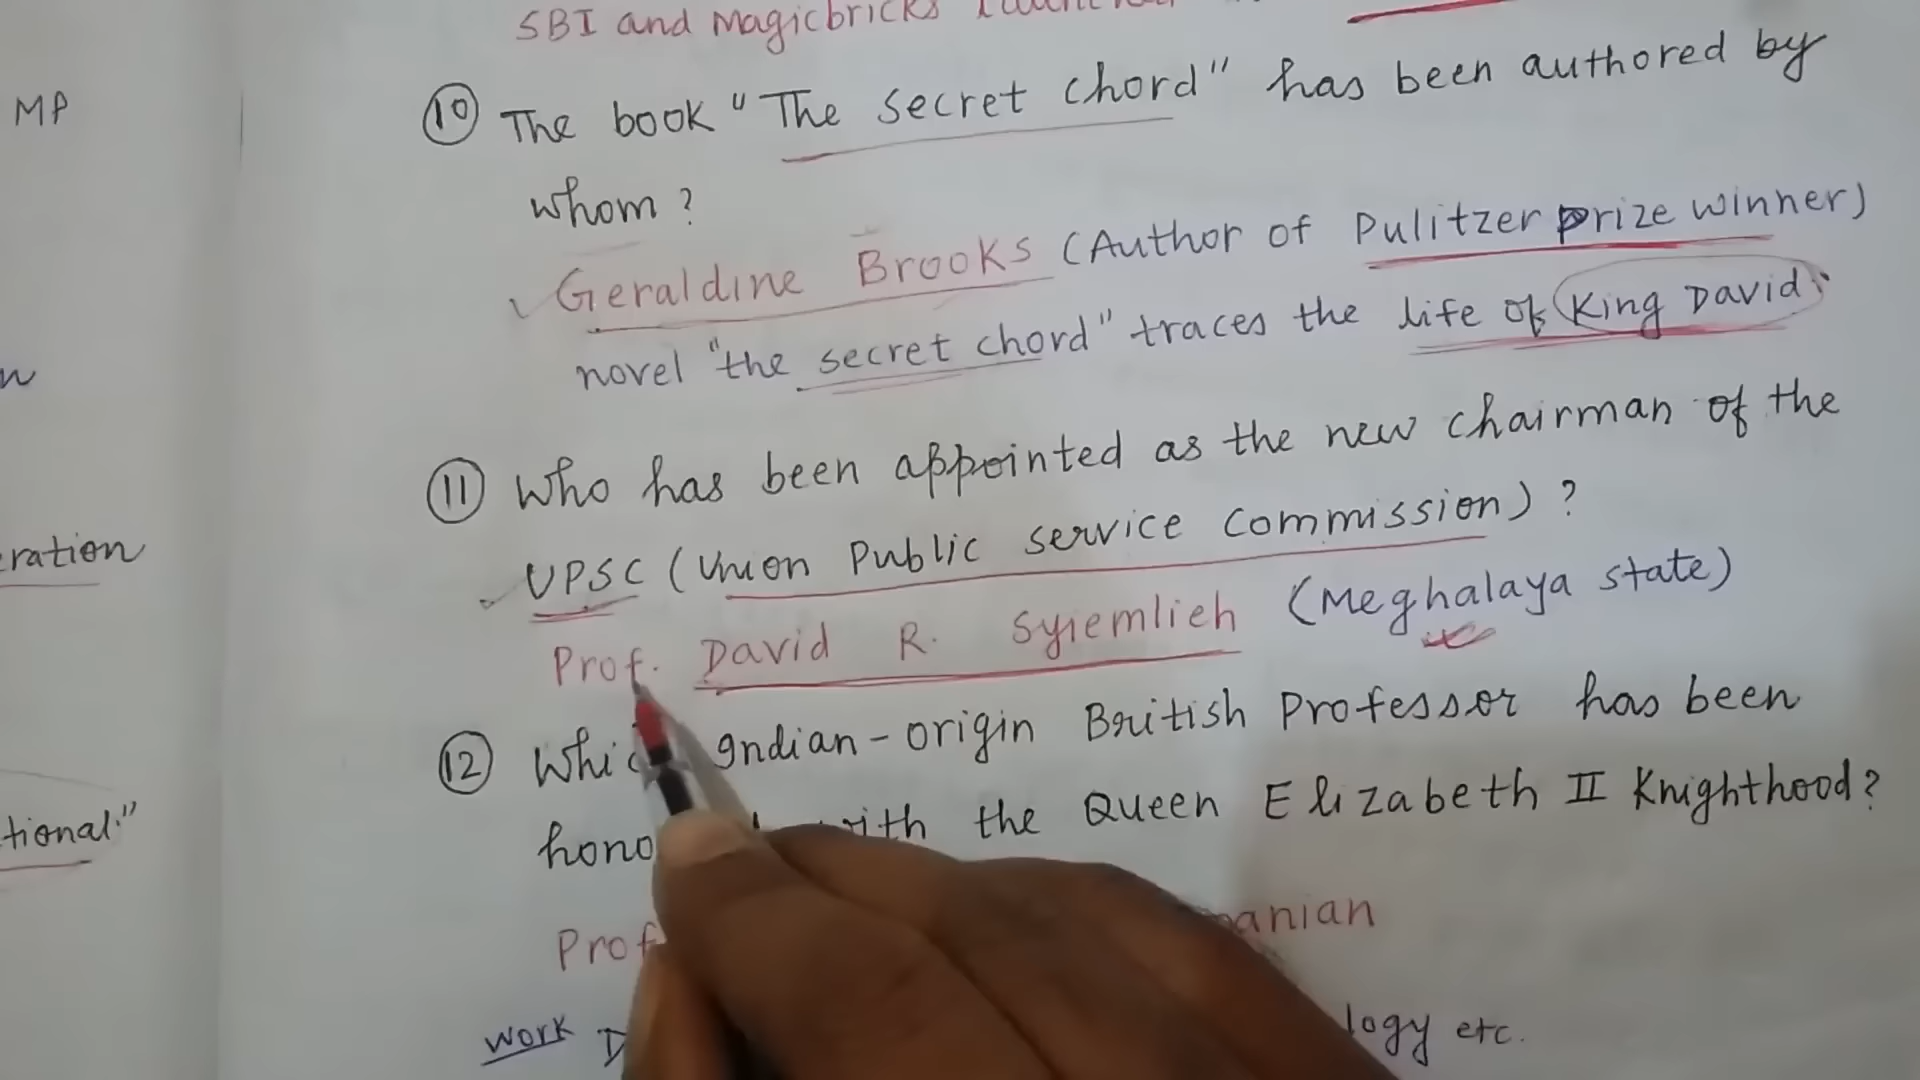 SBI and Magicbricks
MP
⑩ The book "The secret chord" has been authored by
whom?
Geraldine Brooks (Author of Pulitzer prize winner)
novel "the secret chord" traces the life of King David.
⑪ Who has been appointed as the new chairman of the
UPSC (Union Public service commission)?
ration
Prof. David R. Syiemlieh (Meghalaya state)
⑫ Indian-origin British Professor has been
with the Queen Elizabeth II Knighthood?
tional."
Prof
anian
Work
logy etc.